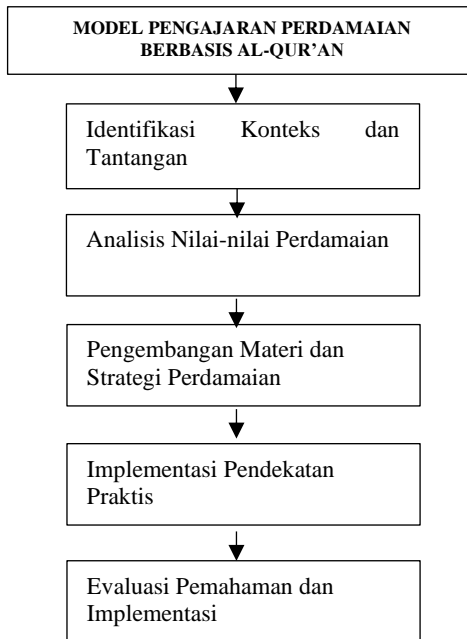 MODEL PENGAJARAN PERDAMAIAN
BERBASIS AL-QUR’AN
Identifikasi Konteks dan
Tantangan
Analisis Nilai-nilai Perdamaian
Pengembangan Materi dan
Strategi Perdamaian
Implementasi Pendekatan
Praktis
Evaluasi Pemahaman dan
Implementasi